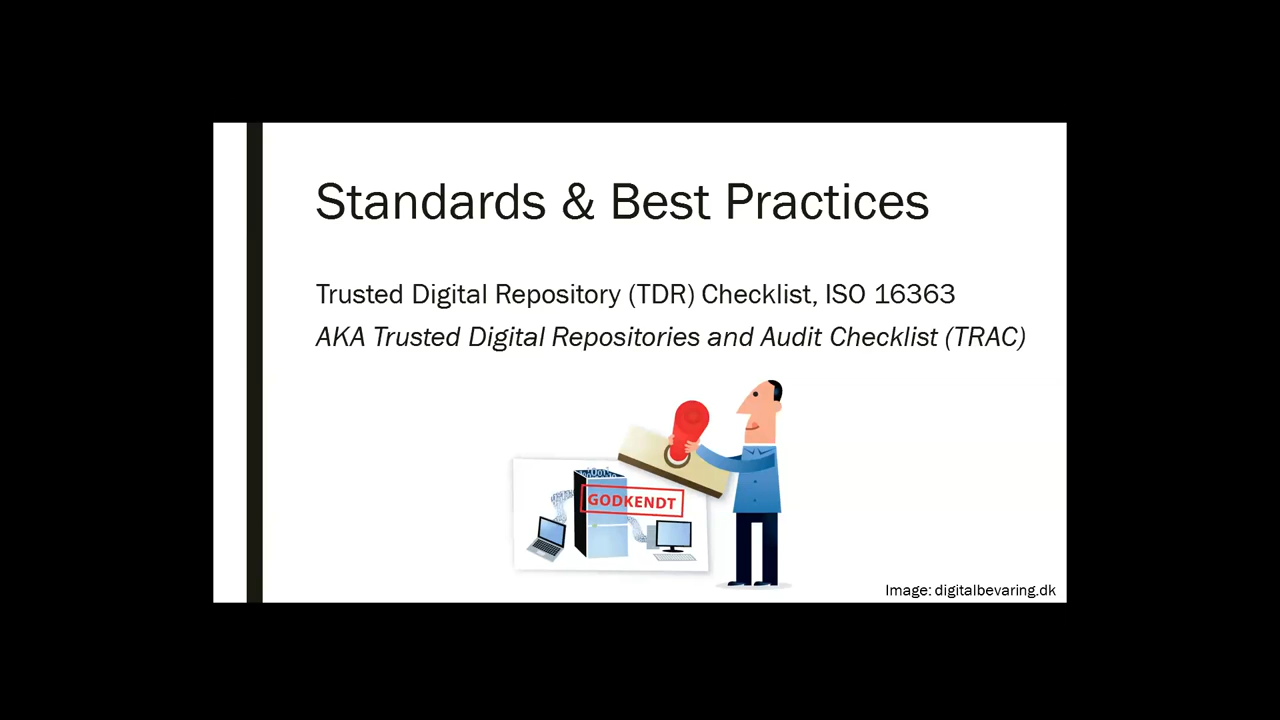 Standards & Best Practices
Trusted Digital Repository (TDR) Checklist, ISO 16363
AKA Trusted Digital Repositories and Audit Checklist (TRAC)
GODKENDT
Image: digitalbevaring.dk